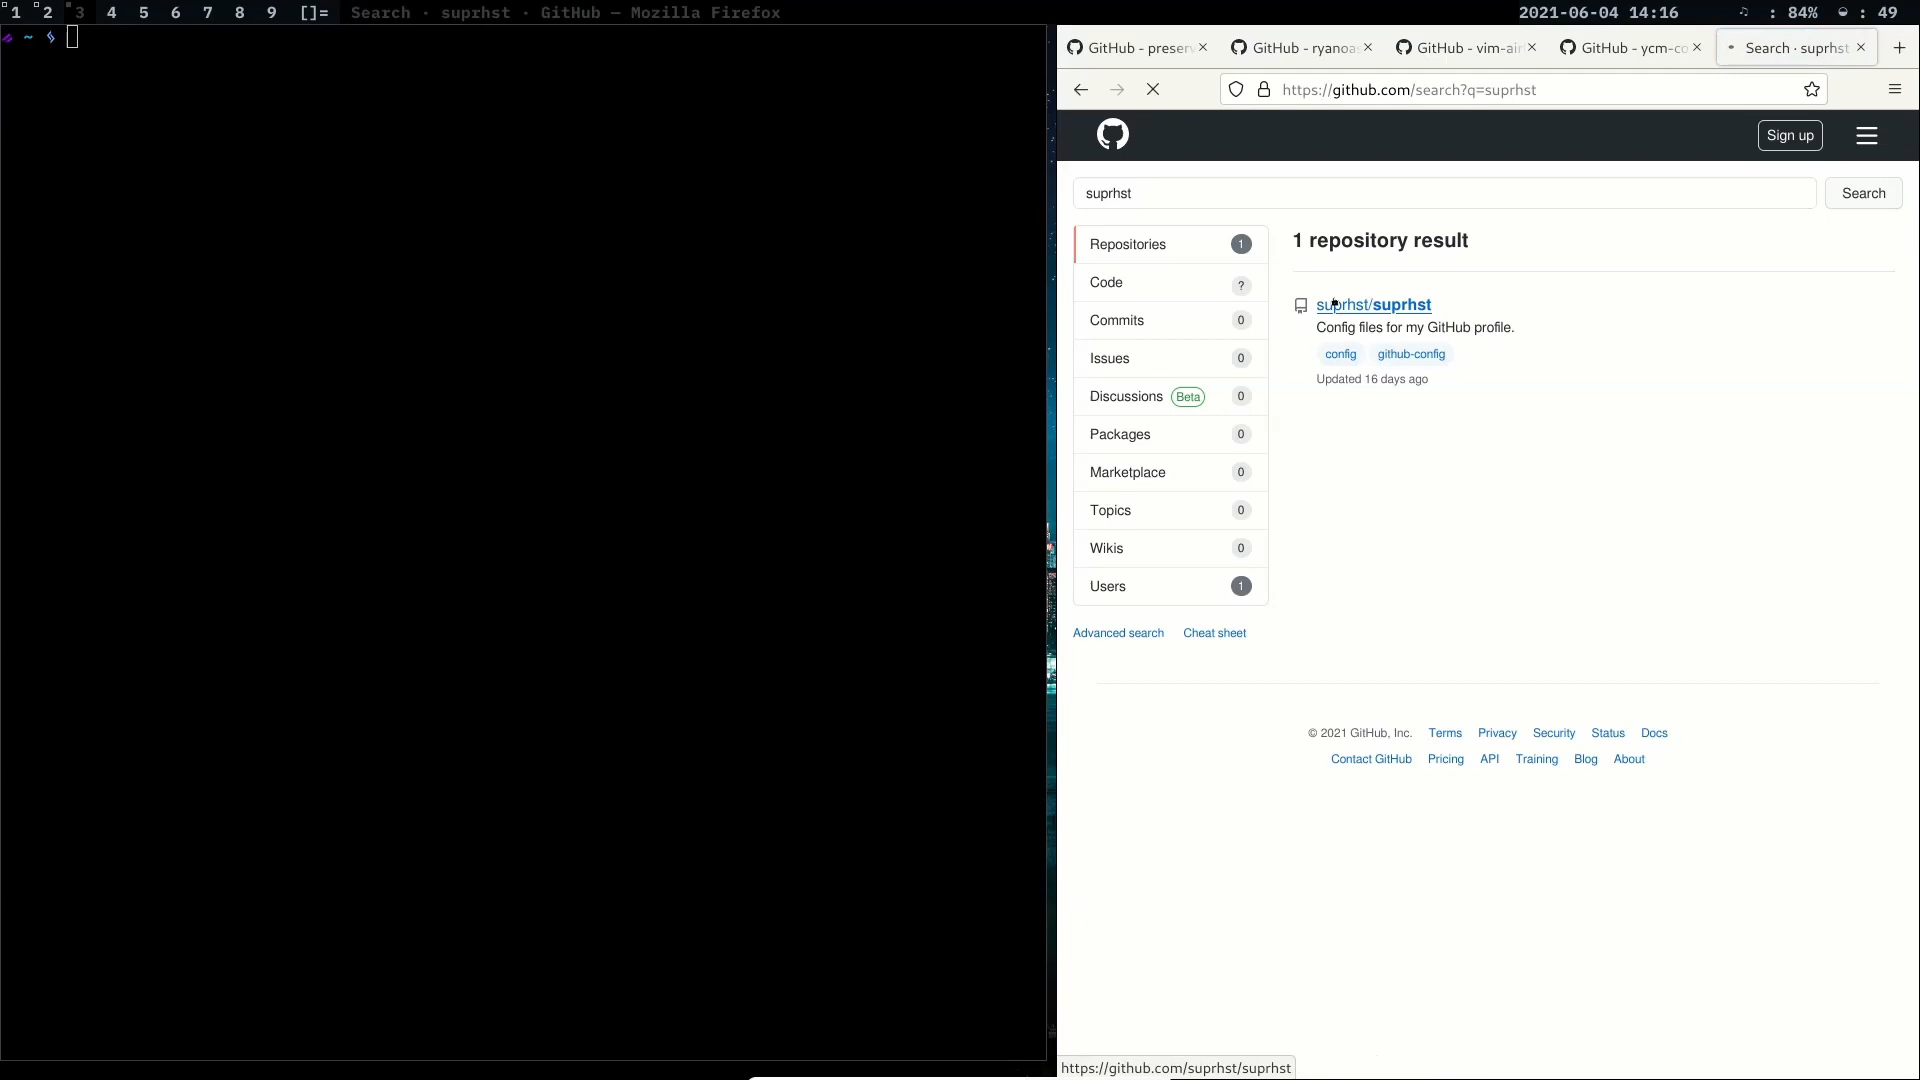 1 2 3 4 5 6 7 8 9 []= Search · suprhst · GitHub — Mozilla Firefox 2021-06-04 14:16 ♫ : 84% : 49
~
GitHub - preserv GitHub - ryanoa GitHub - vim-air GitHub - ycm-co Search · suprhst
https://github.com/search?q=suprhst
Sign up
suprhst Search
Repositories 1
Code ?
Commits 0
Issues 0
Discussions Beta 0
Packages 0
Marketplace 0
Topics 0
Wikis 0
Users 1
Advanced search Cheat sheet
1 repository result
suprhst/suprhst
Config files for my GitHub profile.
config github-config
Updated 16 days ago
© 2021 GitHub, Inc. Terms Privacy Security Status Docs
Contact GitHub Pricing API Training Blog About
https://github.com/suprhst/suprhst